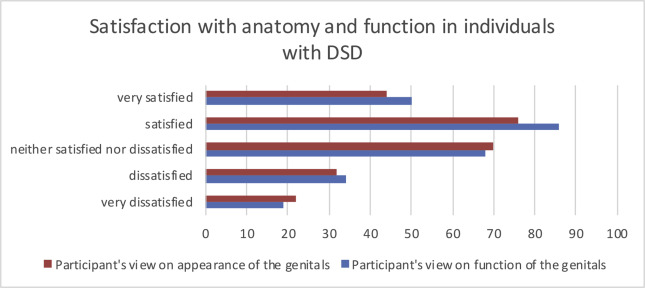 Satisfaction with anatomy and function in individuals
with DSD
very satisfied
satisfied
neither satisfied nor dissatisfied
dissatisfied
very dissatisfied
0 10 20 30 40 50 60 70 80 90 100
Participant's view on appearance of the genitals Participant's view on function of the genitals